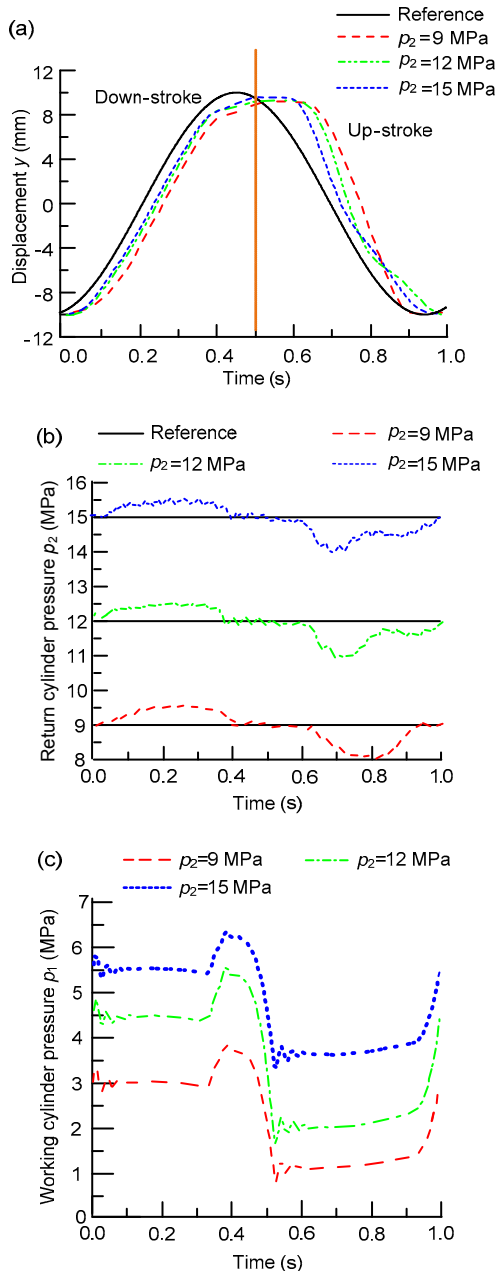 (a)
Reference
p2=9 MPa
p2=12 MPa
p2=15 MPa
Down-stroke
Up-stroke
Displacement y (mm)
12
8
4
0
-4
-8
-12
0.0 0.2 0.4 0.6 0.8 1.0
Time (s)
(b)
Reference p2=9 MPa
p2=12 MPa p2=15 MPa
Return cylinder pressure p2 (MPa)
16
15
14
13
12
11
10
9
8
0.0 0.2 0.4 0.6 0.8 1.0
Time (s)
(c)
p2=9 MPa p2=12 MPa
p2=15 MPa
Working cylinder pressure p1 (MPa)
7
6
5
4
3
2
1
0
0.0 0.2 0.4 0.6 0.8 1.0
Time (s)